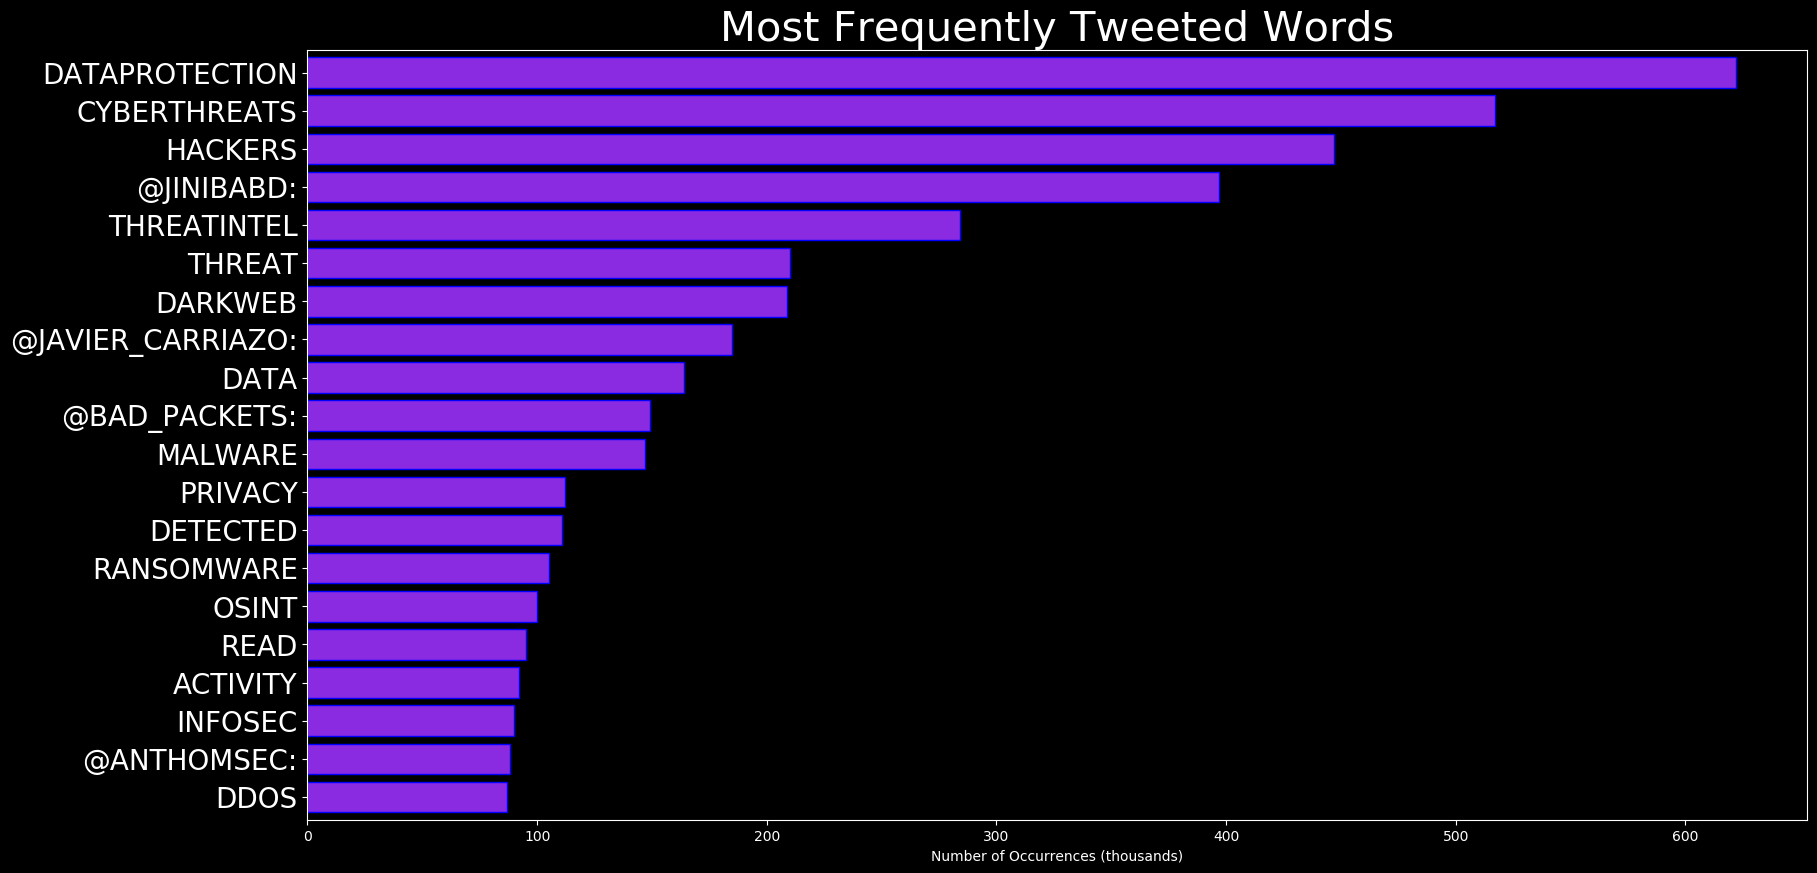 Most Frequently Tweeted Words
DATAPROTECTION
CYBERTHREATS
HACKERS
@JINIBABD:
THREATINTEL
THREAT
DARKWEB
@JAVIER_CARRIAZO:
DATA
@BAD_PACKETS:
MALWARE
PRIVACY
DETECTED
RANSOMWARE
OSINT
READ
ACTIVITY
INFOSEC
@ANTHOMSEC:
DDOS
0 100 200 300 400 500 600
Number of Occurrences (thousands)